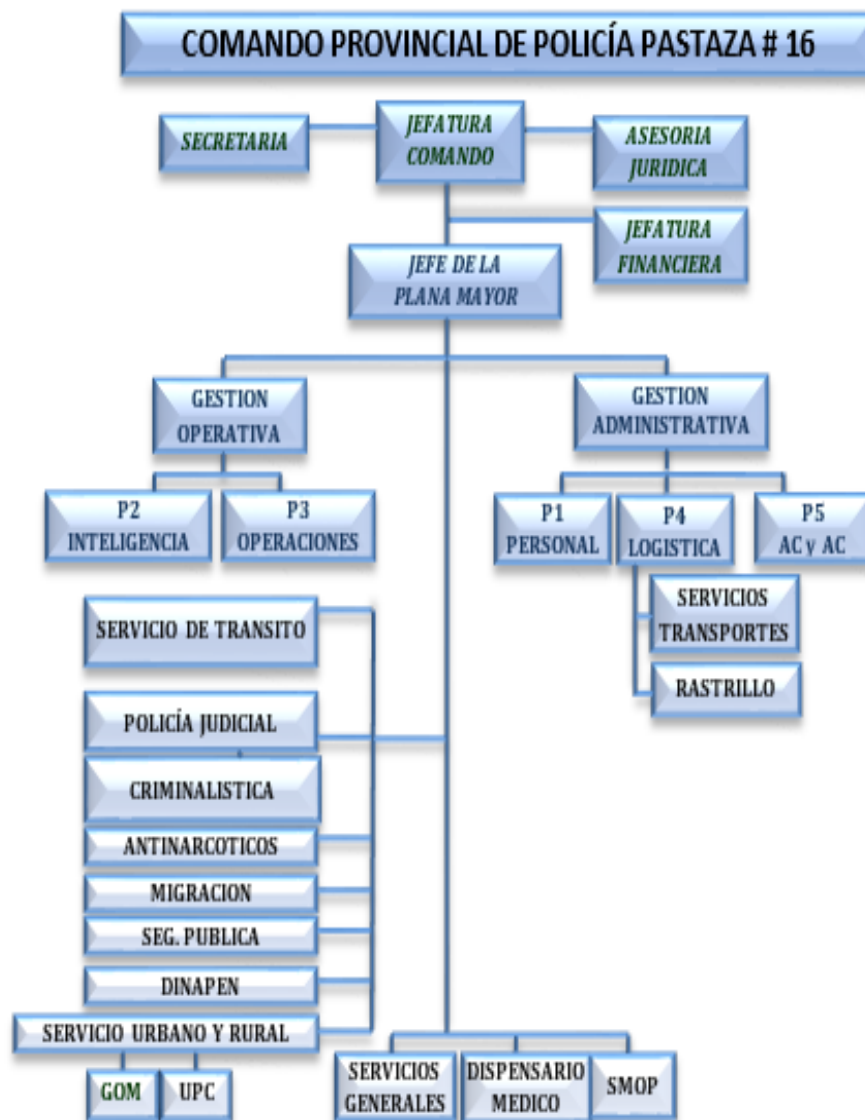 COMANDO PROVINCIAL DE POLICÍA PASTAZA # 16
SECRETARIA
JEFATURA
COMANDO
ASESORIA
JURIDICA
JEFATURA
FINANCIERA
JEFE DE LA
PLANA MAYOR
GESTION
OPERATIVA
GESTION
ADMINISTRATIVA
P2
INTELIGENCIA
P3
OPERACIONES
P1
PERSONAL
P4
LOGISTICA
P5
AC y AC
SERVICIOS
TRANSPORTES
RASTRILLO
SERVICIO DE TRANSITO
POLICÍA JUDICIAL
CRIMINALISTICA
ANTINARCOTICOS
MIGRACION
SEG. PUBLICA
DINAPEN
SERVICIO URBANO Y RURAL
GOM
UPC
SERVICIOS
GENERALES
DISPENSARIO
MEDICO
SMOP